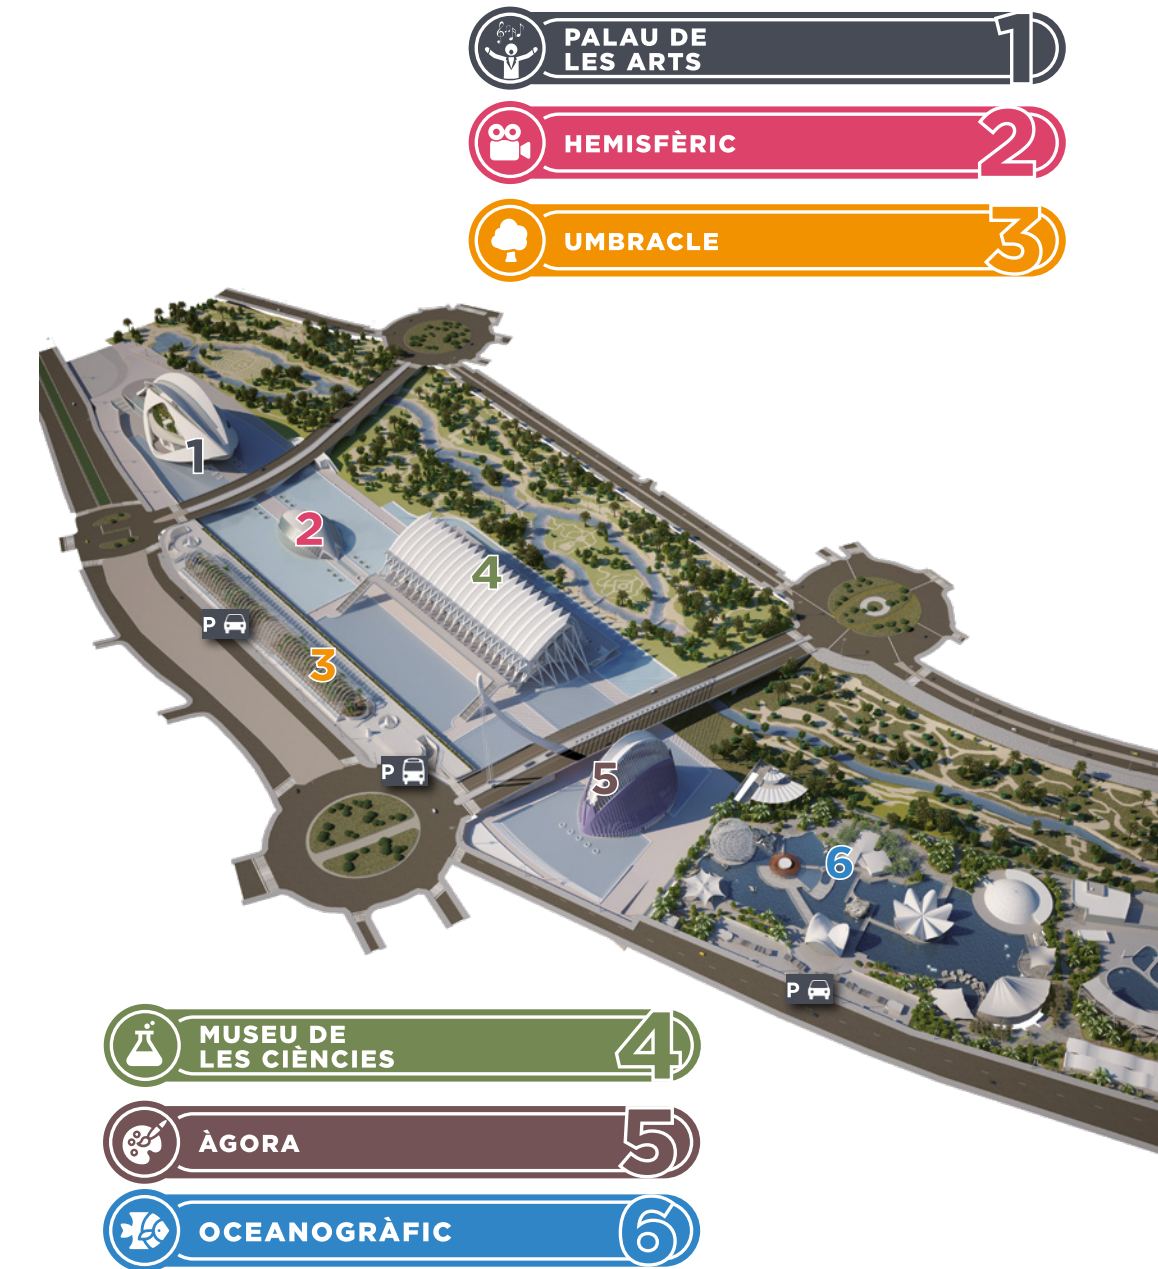 PALAU DE
LES ARTS
1
HEMISFÈRIC
2
UMBRACLE
3
1
2
4
P
3
P
5
6
P
MUSEU DE
LES CIÈNCIES
4
ÀGORA
5
OCEANOGRÀFIC
6